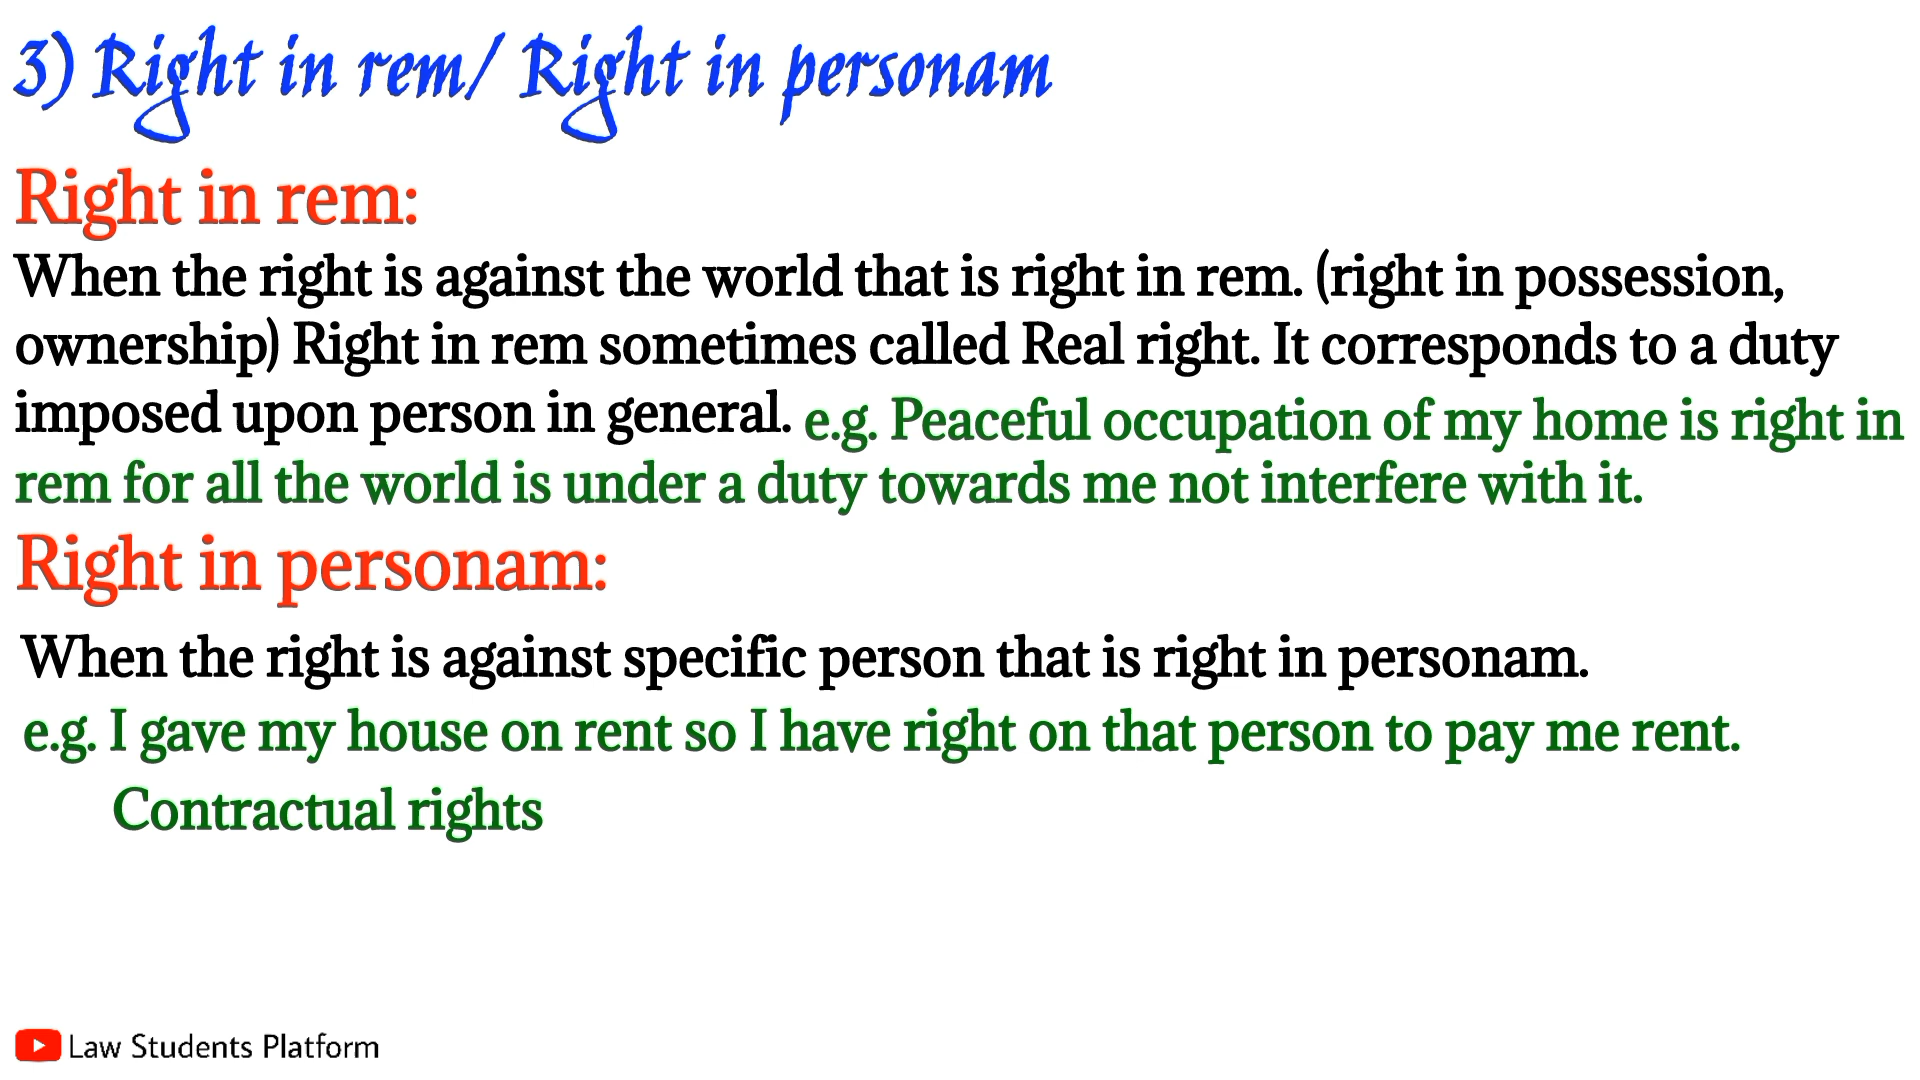 3) Right in rem/ Right in personam
Right in rem:
When the right is against the world that is right in rem. (right in possession,
ownership) Right in rem sometimes called Real right. It corresponds to a duty
imposed upon person in general. e.g. Peaceful occupation of my home is right in
rem for all the world is under a duty towards me not interfere with it.
Right in personam:
When the right is against specific person that is right in personam.
e.g. I gave my house on rent so I have right on that person to pay me rent.
Contractual rights
Law Students Platform